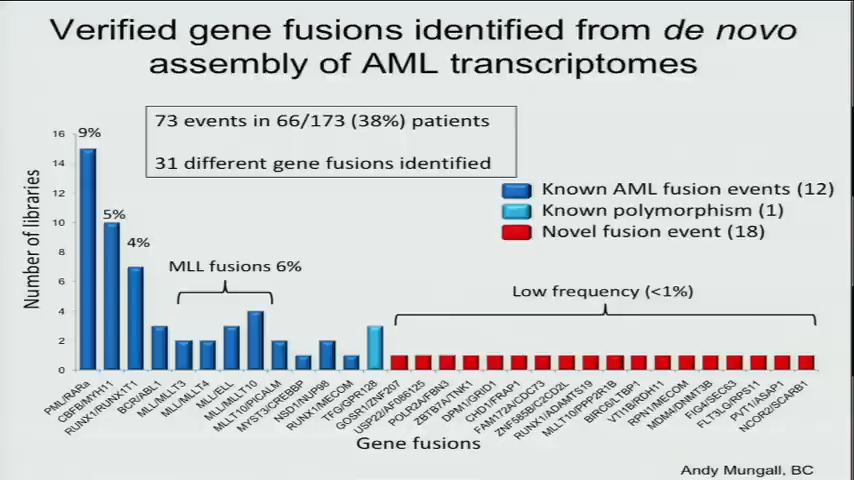 Verified gene fusions identified from de novo
assembly of AML transcriptomes
73 events in 66/173 (38%) patients
31 different gene fusions identified
Known AML fusion events (12)
Known polymorphism (1)
Novel fusion event (18)
9%
5%
4%
MLL fusions 6%
Low frequency (<1%)
Number of libraries
16
14
12
10
8
6
4
2
0
PML/RARa
CBFB/MYH11
RUNX1/RUNX1T1
BCR/ABL1
MLL/MLLT3
MLL/MLLT4
MLL/ELL
MLL/MLLT10
MLLT10/PICALM
MYST3/CREBBP
NSD1/NUP98
RUNX1/MECOM
TFG/GPR128
GOSR1/ZNF207
USP22/AF086125
POLR2A/FBN3
ZBTB7A/TNK1
DPM1/GRID1
CHD1/FRAP1
FAM172A/CDC73
ZNF585B/C2CD2L
RUNX1/ADAMTS19
MLLT10/PPP2R1B
BIRC6/LTBP1
VTI1B/RDH11
RPN1/MECOM
MDM4/DNMT3B
FIG4/SEC63
FLT3LG/RPS11
PVT1/ASAP1
NCOR2/SCARB1
Gene fusions
Andy Mungall, BC